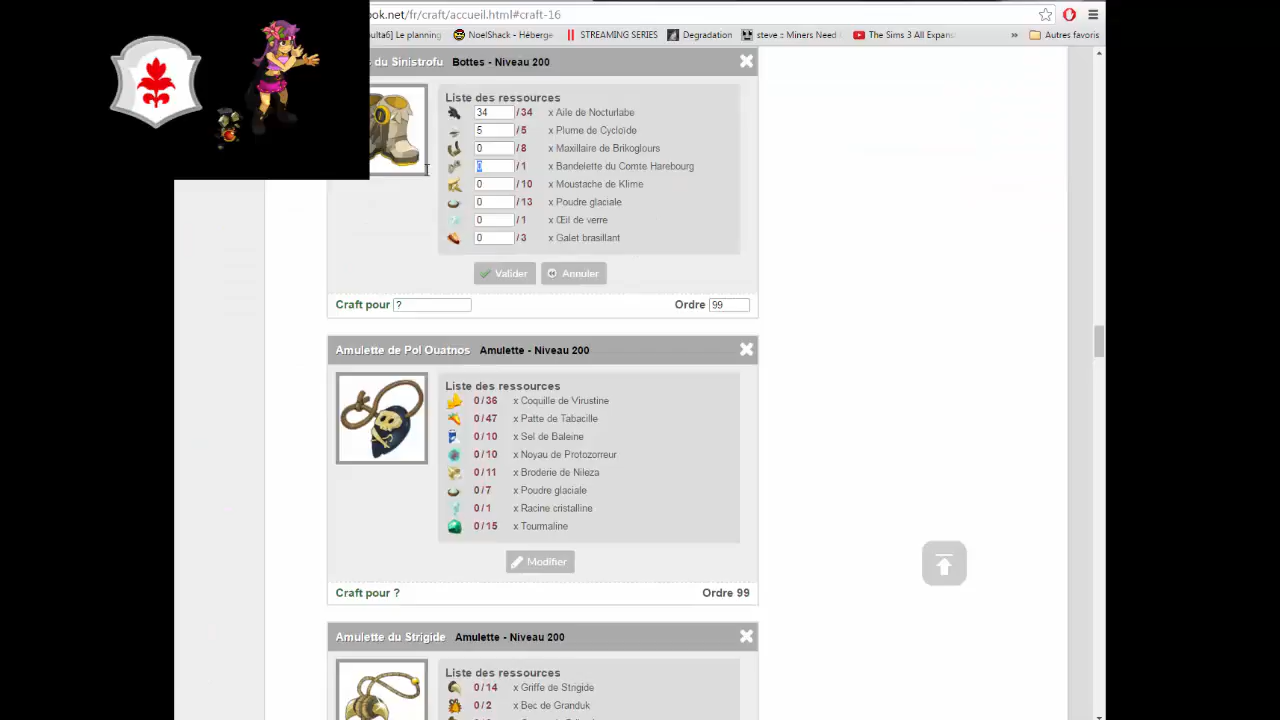 ook.net/fr/craft/accueil.html#craft-16
oulta6] Le planning NoelShack - Héberge STREAMING SERIES Degradation steve :: Miners Need The Sims 3 All Expans » Autres favoris
du Sinistrofu Bottes - Niveau 200
Liste des ressources
34 /34 x Aile de Nocturlabe
5 /5 x Plume de Cycloïde
0 /8 x Maxillaire de Brikoglours
0 /1 x Bandelette du Comte Harebourg
0 /10 x Moustache de Klime
0 /13 x Poudre glaciale
0 /1 x Œil de verre
0 /3 x Galet brasillant
Valider Annuler
Craft pour ? Ordre 99
Amulette de Pol Ouatnos Amulette - Niveau 200
Liste des ressources
0/36 x Coquille de Virustine
0/47 x Patte de Tabacille
0/10 x Sel de Baleine
0/10 x Noyau de Protozorreur
0/11 x Broderie de Nileza
0/7 x Poudre glaciale
0/1 x Racine cristalline
0/15 x Tourmaline
Modifier
Craft pour ? Ordre 99
Amulette du Strigide Amulette - Niveau 200
Liste des ressources
0/14 x Griffe de Strigide
0/2 x Bec de Granduk